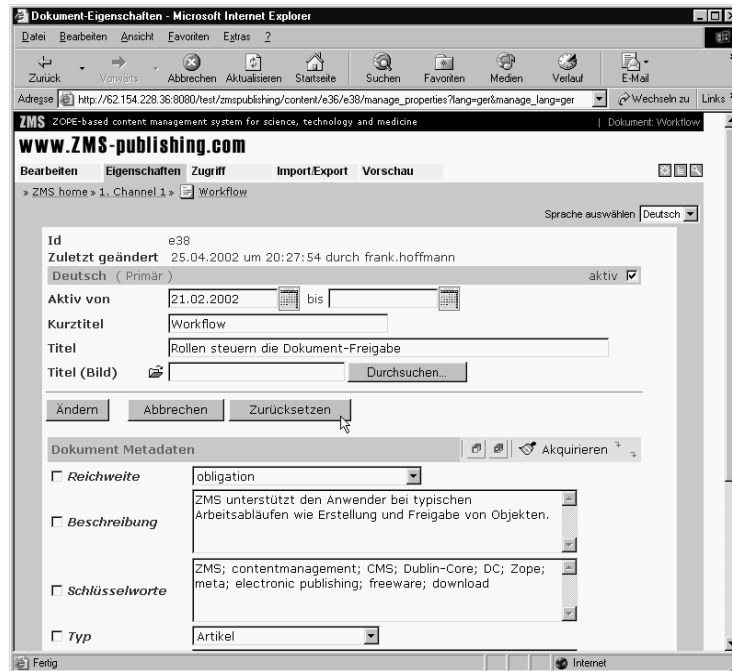 Dokument-Eigenschaften - Microsoft Internet Explorer
Datei Bearbeiten Ansicht Favoriten Extras ?
Zurück Vorwärts Abbrechen Aktualisieren Startseite Suchen Favoriten Medien Verlauf E-Mail
Adresse http://62.154.228.36:8080/test/zmspublishing/content/e36/e38/manage_properties?lang=ger&manage_lang=ger Wechseln zu Links
ZMS ZOPE-based content management system for science, technology and medicine | Dokument: Workflow
www.ZMS-publishing.com
Bearbeiten Eigenschaften Zugriff Import/Export Vorschau
» ZMS home » 1. Channel 1 » Workflow
Sprache auswählen Deutsch
Id e38
Zuletzt geändert 25.04.2002 um 20:27:54 durch frank.hoffmann
Deutsch ( Primär ) aktiv
Aktiv von 21.02.2002 bis
Kurztitel Workflow
Titel Rollen steuern die Dokument-Freigabe
Titel (Bild) Durchsuchen...
Ändern Abbrechen Zurücksetzen
Dokument Metadaten Akquirieren
Reichweite obligation
ZMS unterstützt den Anwender bei typischen
Beschreibung Arbeitsabläufen wie Erstellung und Freigabe von Objekten.
ZMS; contentmanagement; CMS; Dublin-Core; DC; Zope;
meta; electronic publishing; freeware; download
Schlüsselworte
Typ Artikel
Fertig Internet